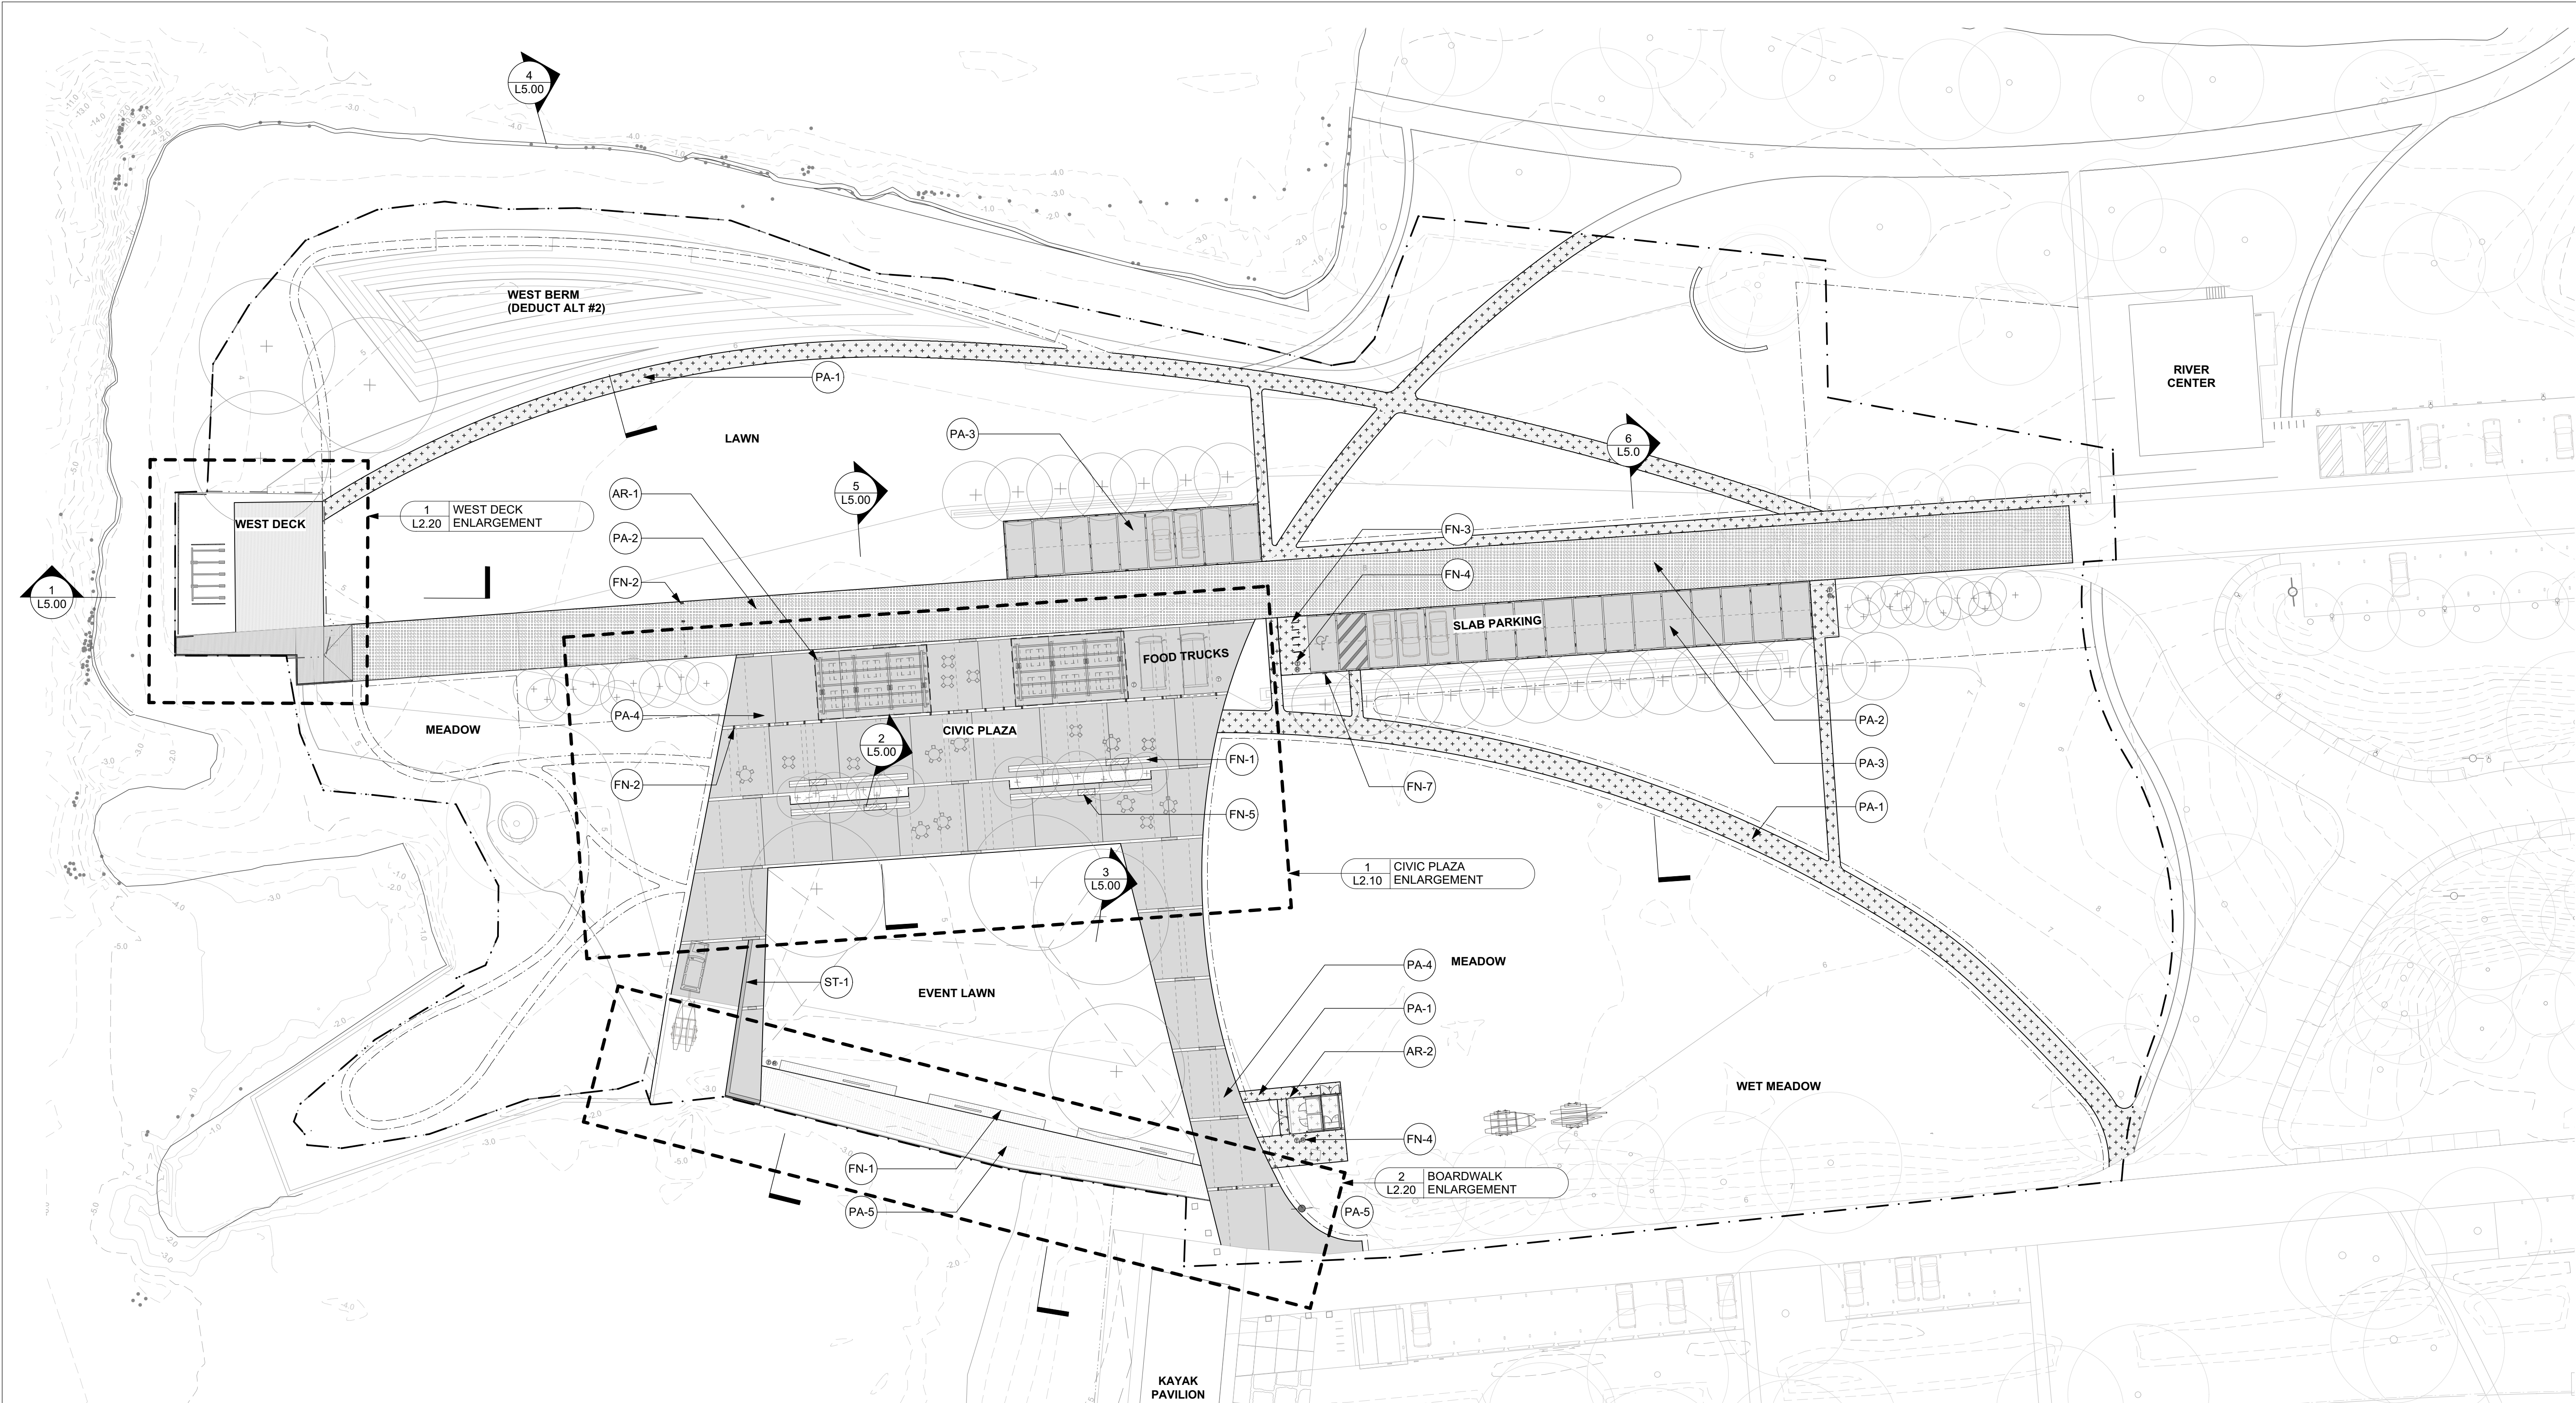 4
L5.00
WEST BERM
(DEDUCT ALT #2)
PA-1
LAWN
PA-3
RIVER
CENTER
6
L5.0
5
L5.00
AR-1
WEST DECK
1 WEST DECK
L2.20 ENLARGEMENT
PA-2
FN-2
FN-3
FN-4
1
L5.00
SLAB PARKING
FOOD TRUCKS
PA-4
MEADOW
CIVIC PLAZA
2
L5.00
PA-2
PA-3
FN-1
FN-2
FN-7
FN-5
PA-1
3
L5.00
1 CIVIC PLAZA
L2.10 ENLARGEMENT
PA-4
MEADOW
ST-1
EVENT LAWN
PA-1
AR-2
WET MEADOW
FN-4
FN-1
2 BOARDWALK
L2.20 ENLARGEMENT
PA-5
PA-5
KAYAK
PAVILION